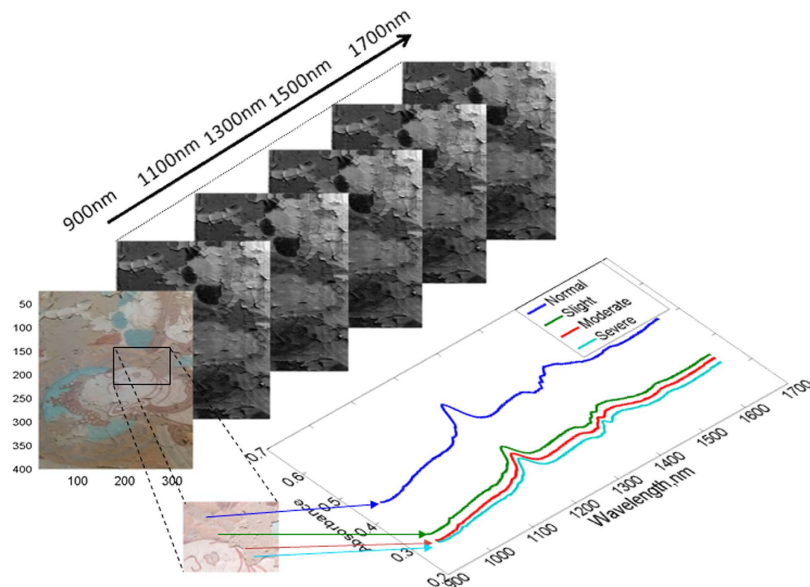 900nm
1100nm
1300nm
1500nm
1700nm
50
100
150
200
250
300
350
400
100
200
300
Normal
Slight
Moderate
Severe
0.7
0.6
0.5
0.4
0.3
0.2
Absorbance
900
1000
1100
1200
1300
1400
1500
1600
1700
Wavelength,nm